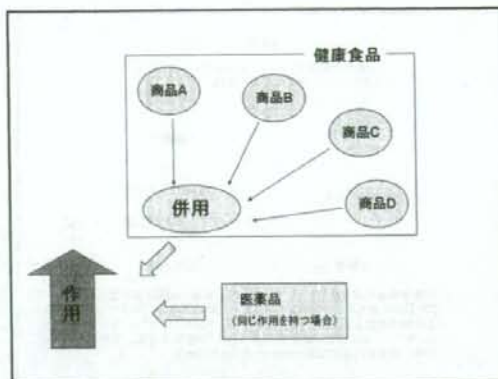 健康食品
商品A
商品B
商品C
商品D
併用
作用
医薬品
(同じ作用を持つ場合)